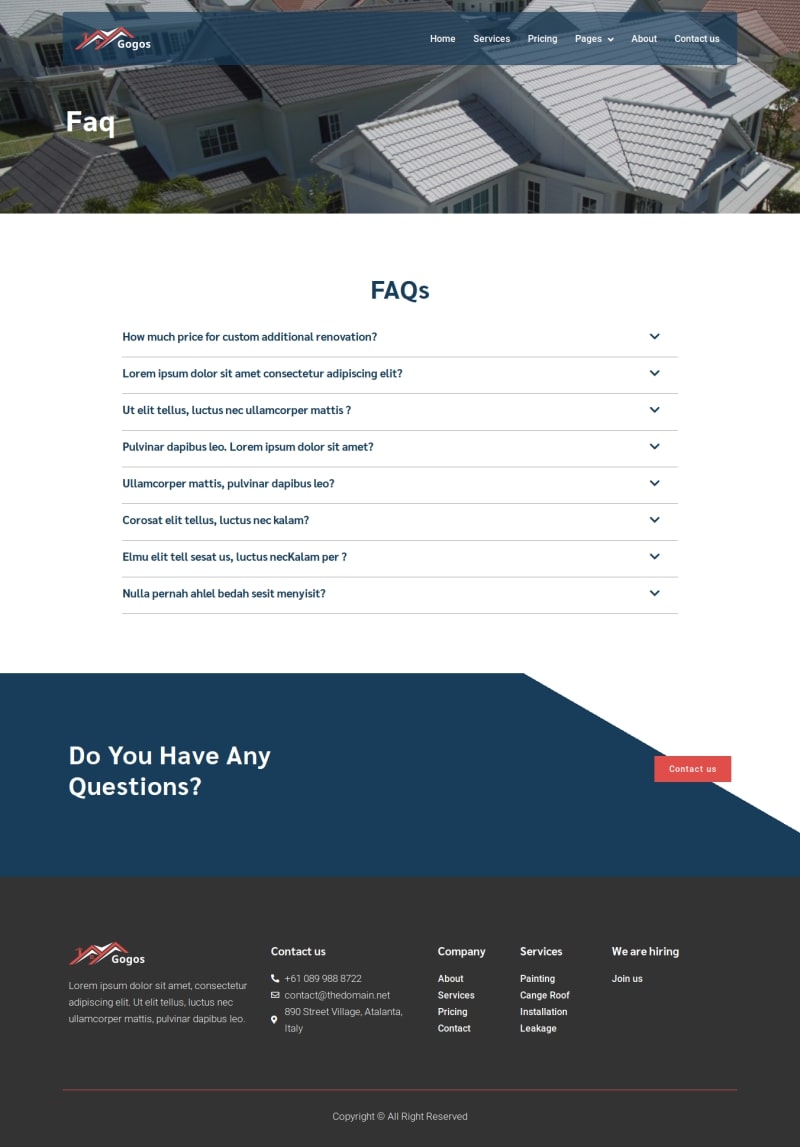 Gogos
Home Services Pricing Pages About Contact us
Faq
FAQs
How much price for custom additional renovation?
Lorem ipsum dolor sit amet consectetur adipiscing elit?
Ut elit tellus, luctus nec ullamcorper mattis ?
Pulvinar dapibus leo. Lorem ipsum dolor sit amet?
Ullamcorper mattis, pulvinar dapibus leo?
Corosat elit tellus, luctus nec kalam?
Elmu elit tell sesat us, luctus necKalam per ?
Nulla pernah ahlel bedah sesit menyisit?
Do You Have Any
Questions?
Contact us
Gogos
Lorem ipsum dolor sit amet, consectetur
adipiscing elit. Ut elit tellus, luctus nec
ullamcorper mattis, pulvinar dapibus leo.
Contact us
+61 089 988 8722
contact@thedomain.net
890 Street Village, Atalanta,
Italy
Company
About
Services
Pricing
Contact
Services
Painting
Cange Roof
Installation
Leakage
We are hiring
Join us
Copyright © All Right Reserved